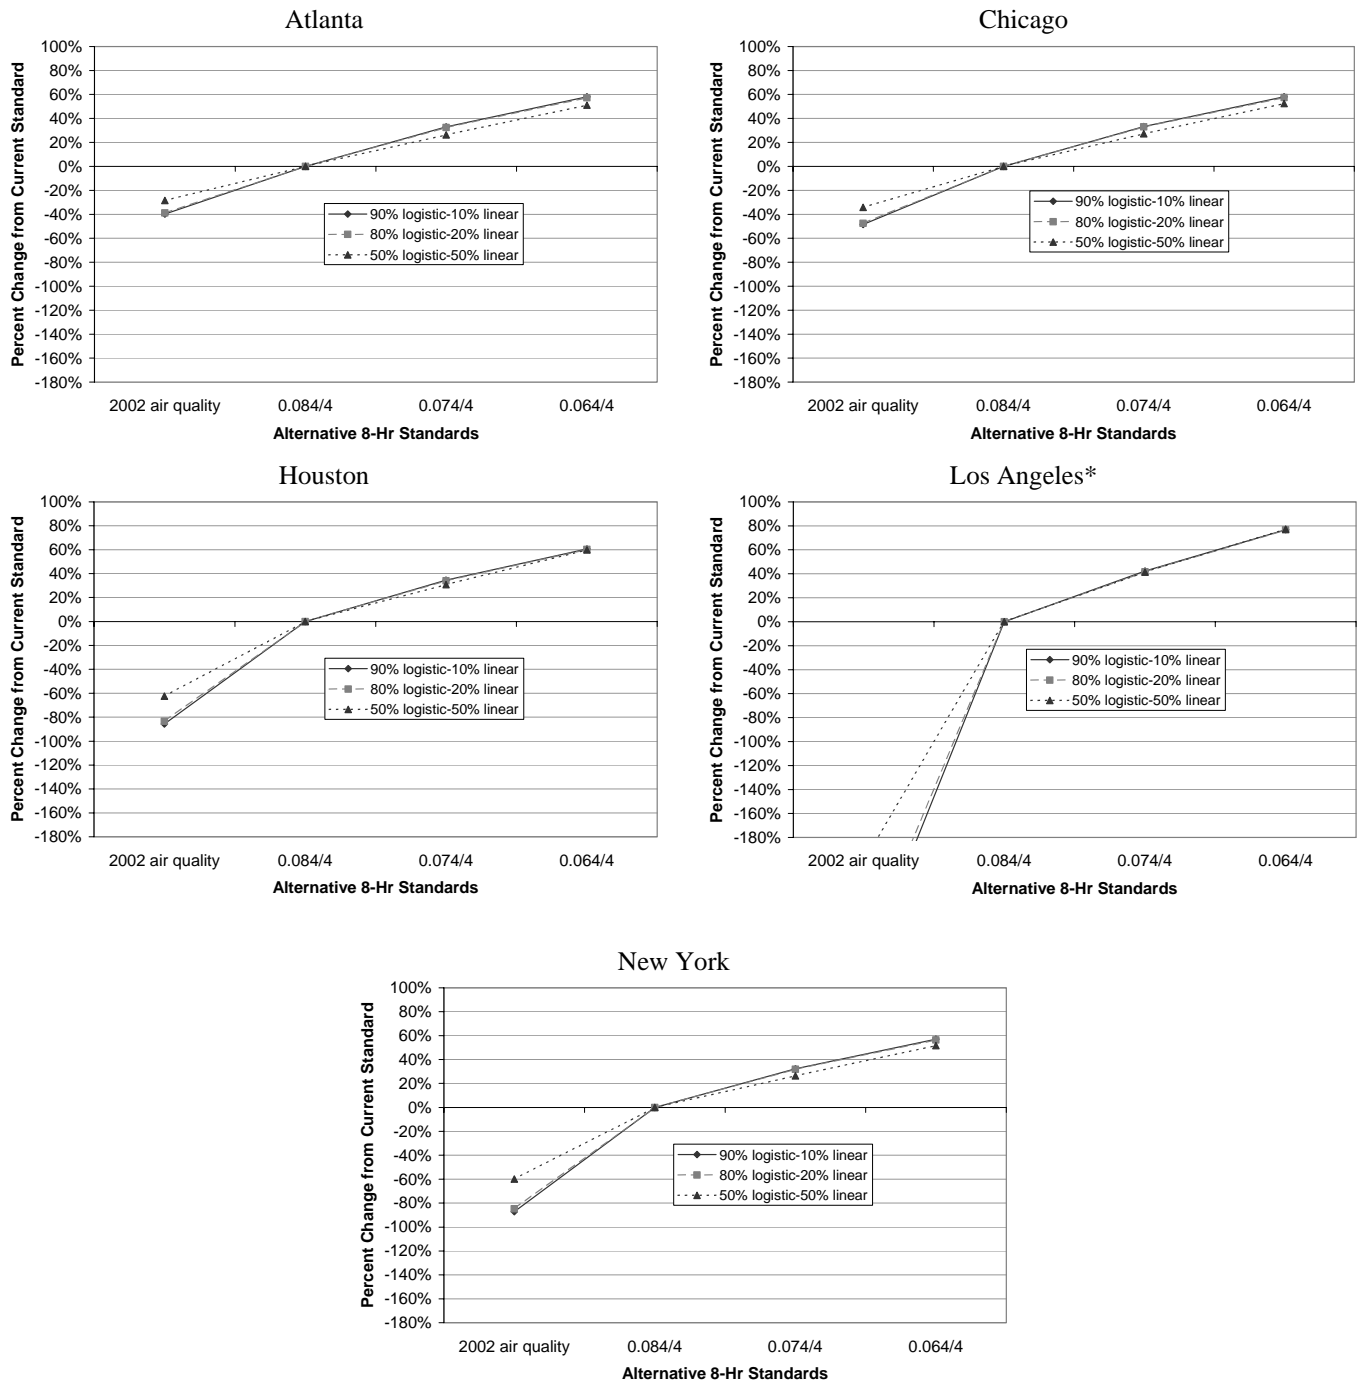 Atlanta
Percent Change from Current Standard
100%
80%
60%
40%
20%
0%
-20%
-40%
-60%
-80%
-100%
-120%
-140%
-160%
-180%
90% logistic-10% linear
80% logistic-20% linear
50% logistic-50% linear
2002 air quality 0.084/4 0.074/4 0.064/4
Alternative 8-Hr Standards
Chicago
Percent Change from Current Standard
100%
80%
60%
40%
20%
0%
-20%
-40%
-60%
-80%
-100%
-120%
-140%
-160%
-180%
90% logistic-10% linear
80% logistic-20% linear
50% logistic-50% linear
2002 air quality 0.084/4 0.074/4 0.064/4
Alternative 8-Hr Standards
Houston
Percent Change from Current Standard
100%
80%
60%
40%
20%
0%
-20%
-40%
-60%
-80%
-100%
-120%
-140%
-160%
-180%
90% logistic-10% linear
80% logistic-20% linear
50% logistic-50% linear
2002 air quality 0.084/4 0.074/4 0.064/4
Alternative 8-Hr Standards
Los Angeles*
Percent Change from Current Standard
100%
80%
60%
40%
20%
0%
-20%
-40%
-60%
-80%
-100%
-120%
-140%
-160%
-180%
90% logistic-10% linear
80% logistic-20% linear
50% logistic-50% linear
2002 air quality 0.084/4 0.074/4 0.064/4
Alternative 8-Hr Standards
New York
Percent Change from Current Standard
100%
80%
60%
40%
20%
0%
-20%
-40%
-60%
-80%
-100%
-120%
-140%
-160%
-180%
90% logistic-10% linear
80% logistic-20% linear
50% logistic-50% linear
2002 air quality 0.084/4 0.074/4 0.064/4
Alternative 8-Hr Standards